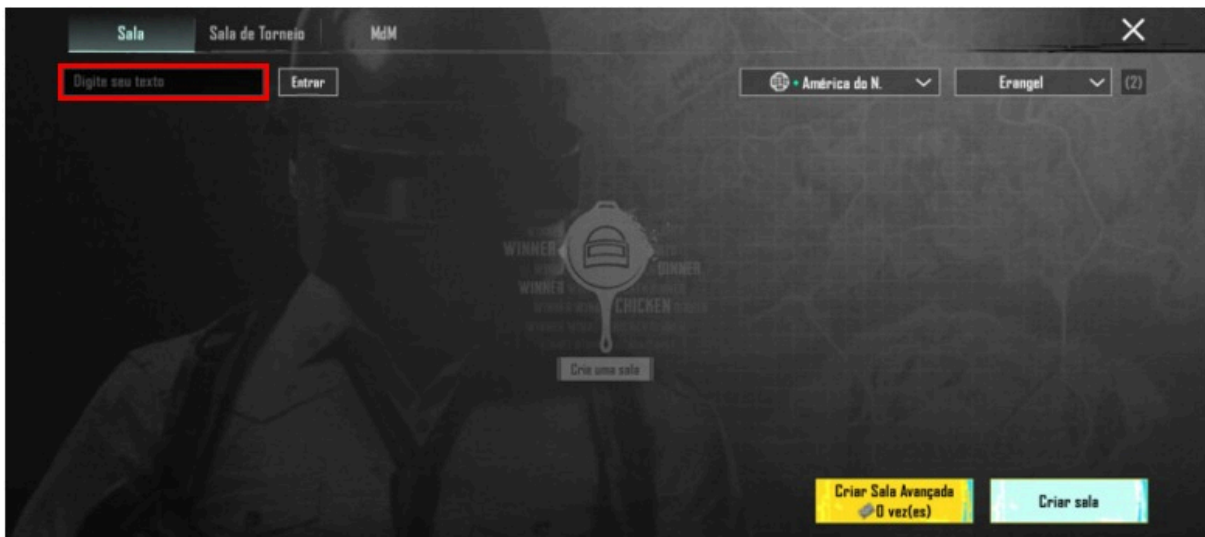 Sala
Sala de Torneio
MdM
Digite seu texto
Entrar
América do N.
Erangel
(2)
WINNER
DINNER
WINNER
CHICKEN
Crie uma sala
Criar Sala Avançada
0 vez(es)
Criar sala